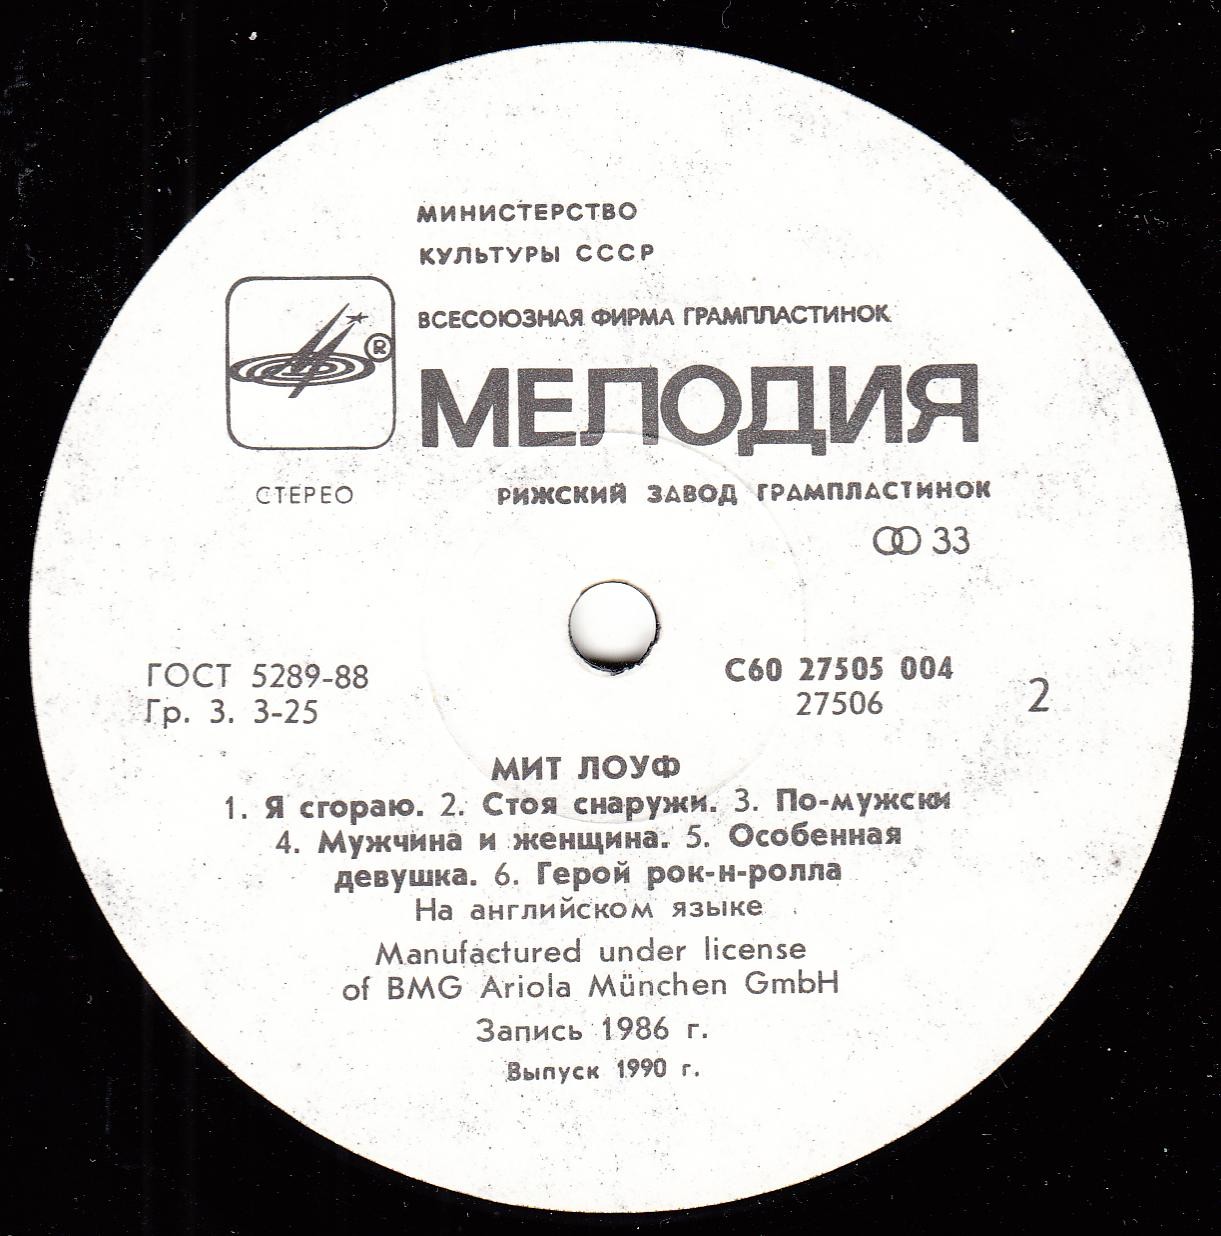 МИНИСТЕРСТВО
КУЛЬТУРЫ СССР
ВСЕСОЮЗНАЯ ФИРМА ГРАМПЛАСТИНОК
®
МЕЛОДИЯ
СТЕРЕО
РИЖСКИЙ ЗАВОД ГРАМПЛАСТИНОК
33
ГОСТ 5289-88
Гр. 3. 3-25
С60 27505 004
27506
2
МИТ ЛОУФ
1. Я сгораю. 2. Стоя снаружи. 3. По-мужски
4. Мужчина и женщина. 5. Особенная
девушка. 6. Герой рок-н-ролла
На английском языке
Manufactured under license
of BMG Ariola München GmbH
Запись 1986 г.
Выпуск 1990 г.